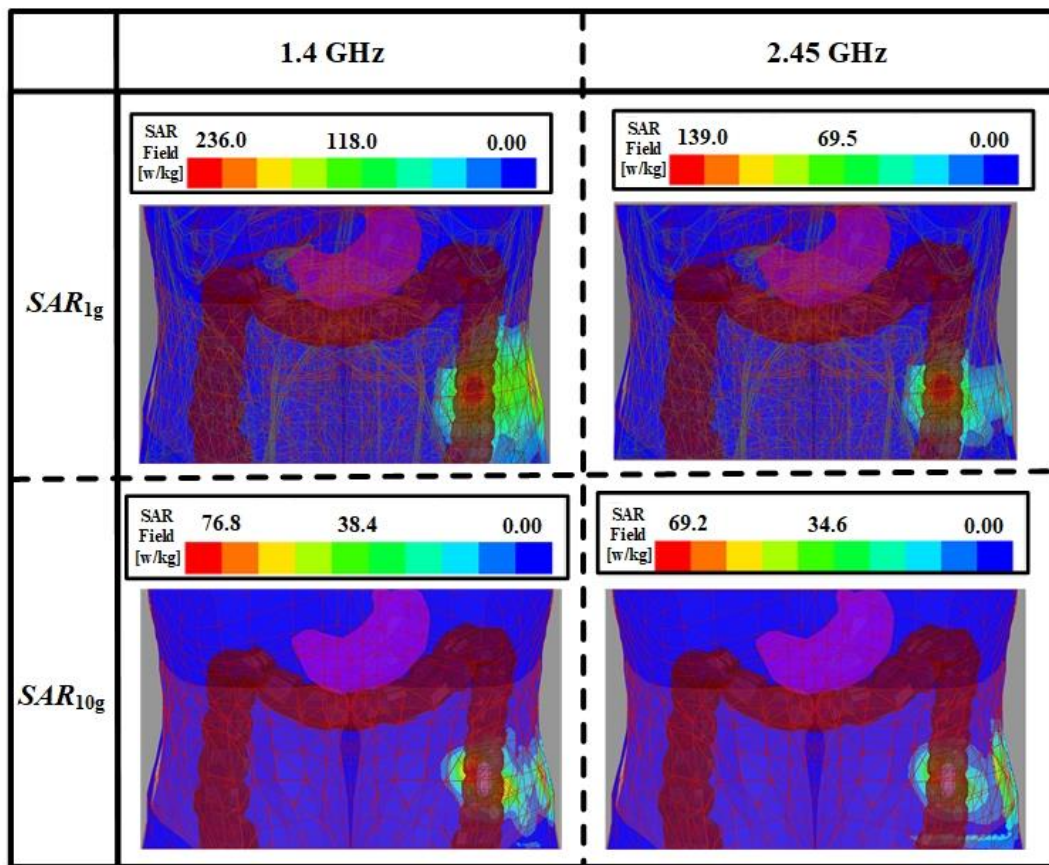 1.4 GHz
2.45 GHz
SAR1g
SAR Field [w/kg]
236.0 118.0 0.00
SAR Field [w/kg]
139.0 69.5 0.00
SAR10g
SAR Field [w/kg]
76.8 38.4 0.00
SAR Field [w/kg]
69.2 34.6 0.00